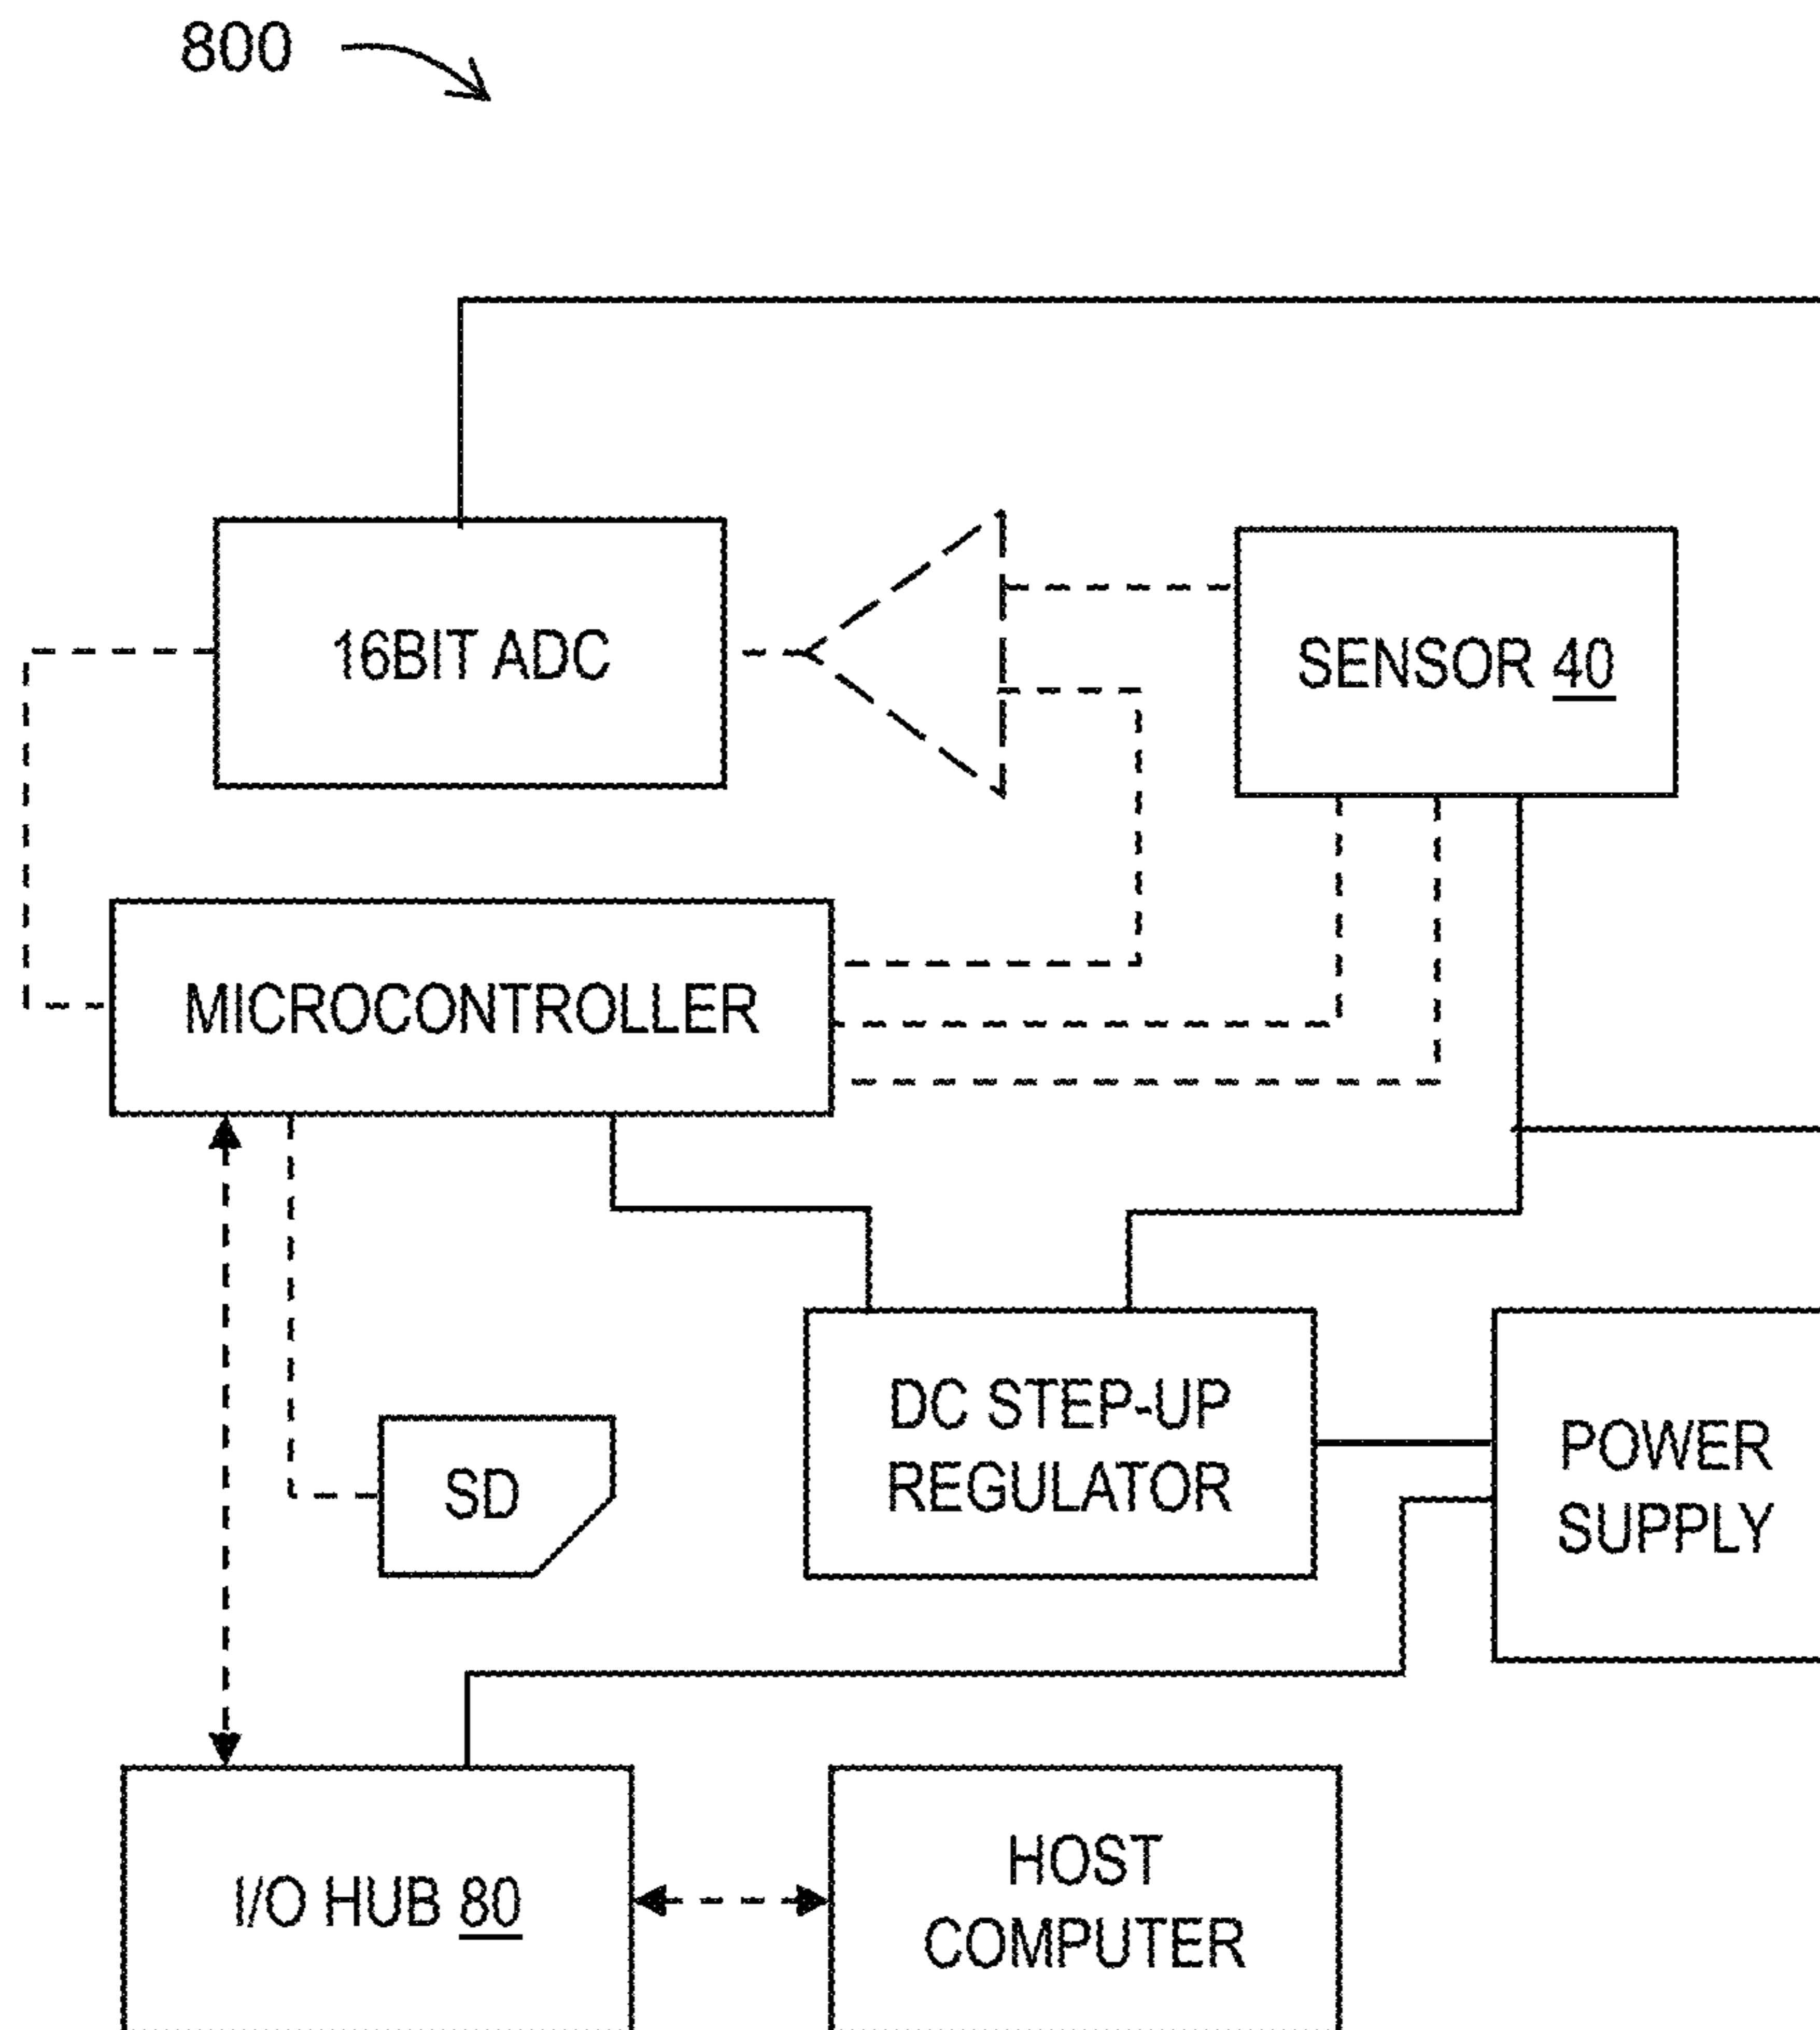 800
16BIT ADC
SENSOR 40
MICROCONTROLLER
DC STEP-UP
REGULATOR
POWER
SUPPLY
SD
I/O HUB 80
HOST
COMPUTER